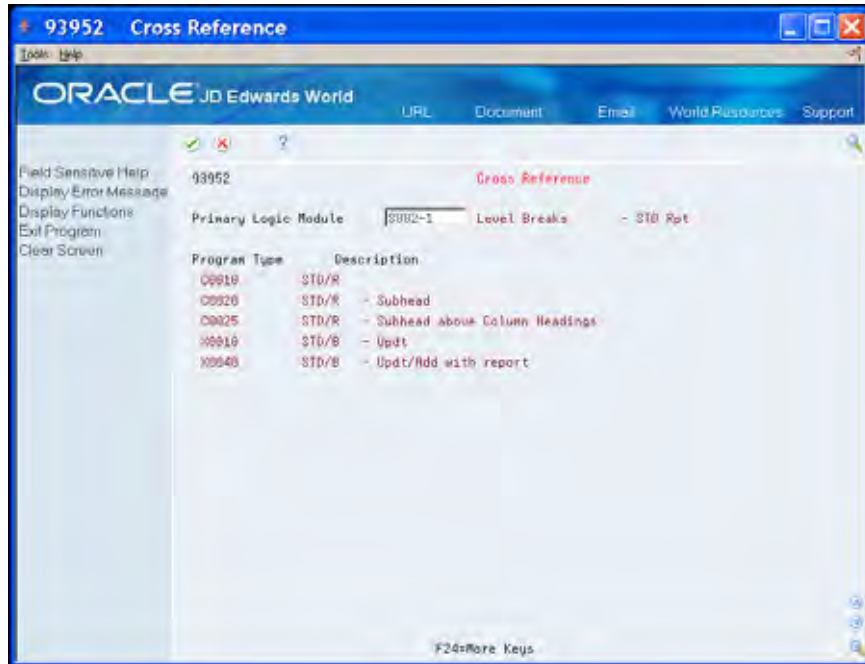 93952 Cross Reference
Tools Help
ORACLE JD Edwards World
URL Document Email World Resources Support
Field Sensitive Help
Display Error Message
Display Functions
Exit Program
Clear Screen
93952 Cross Reference
Primary Logic Module S002-1 Level Breaks - STD Rpt
Program Type Description
C0010 STD/R
C0020 STD/R - Subhead
C0025 STD/R - Subhead above Column Headings
X0010 STD/B - Updt
X0040 STD/B - Updt/Add with report
F24=More Keys